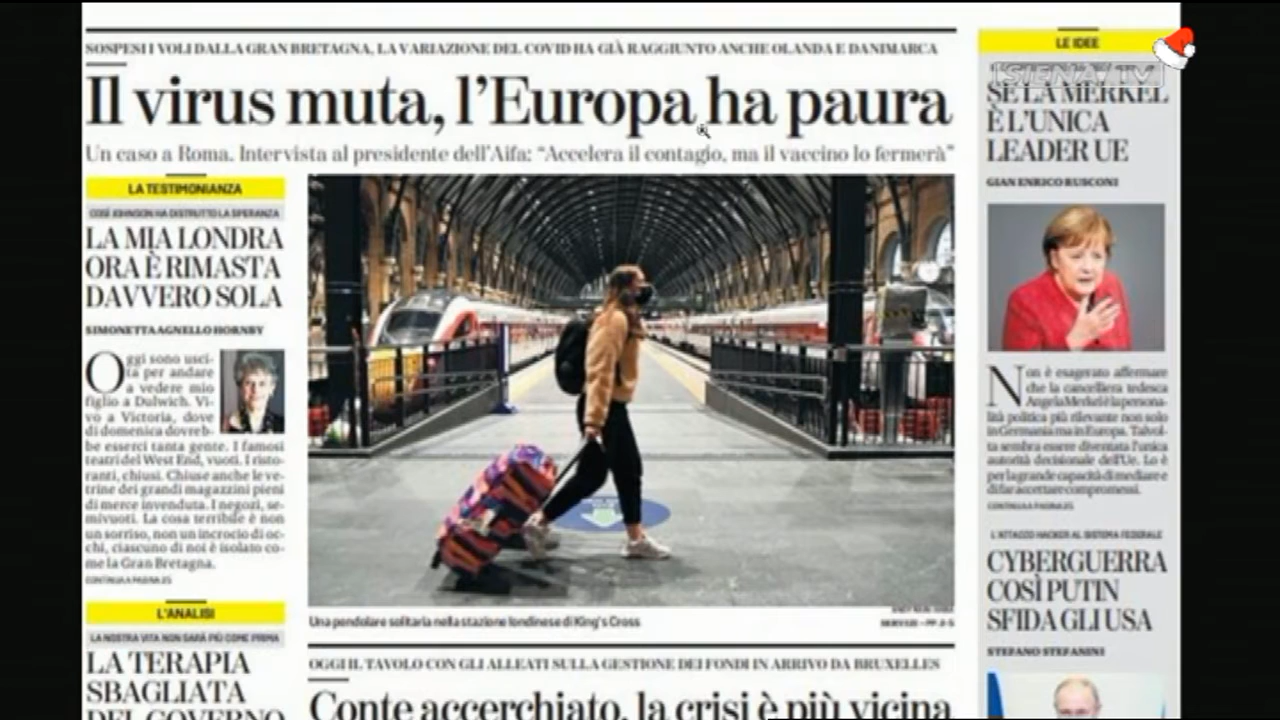 SOSPESI I VOLI DALLA GRAN BRETAGNA, LA VARIAZIONE DEL COVID HA GIÀ RAGGIUNTO ANCHE OLANDA E DANIMARCA
Il virus muta, l'Europa ha paura
Un caso a Roma. Intervista al presidente dell'Aifa: “Accelera il contagio, ma il vaccino lo fermerà”
LA TESTIMONIANZA
COSÌ JOHNSON HA DISTRUTTO LA SPERANZA
LA MIA LONDRA
ORA È RIMASTA
DAVVERO SOLA
SIMONETTA AGNELLO HORNBY
Oggi sono usci-
ta per andare
a vedere mio
figlio a Dulwich. Vi-
vo a Victoria, dove
di domenica dovreb-
be esserci tanta gente. I famosi
teatri del West End, vuoti. I risto-
ranti, chiusi. Chiuse anche le ve-
trine dei grandi magazzini pieni
di merce invenduta. I negozi, se-
mivuoti. La cosa terribile è non
un sorriso, non un incrocio di oc-
chi, ciascuno di noi è isolato co-
me la Gran Bretagna.
CONTINUA A PAGINA 25
L'ANALISI
LA NOSTRA VITA NON SARÀ PIÙ COME PRIMA
LA TERAPIA
SBAGLIATA
DEL GOVERNO
Una pendolare solitaria nella stazione londinese di King's Cross
SERVIZI – PP. 2-5
OGGI IL TAVOLO CON GLI ALLEATI SULLA GESTIONE DEI FONDI IN ARRIVO DA BRUXELLES
Conte accerchiato, la crisi è più vicina
LE IDEE
SIENA TV
SE LA MERKEL
È L'UNICA
LEADER UE
GIAN ENRICO RUSCONI
Non è esagerato affermare
che la cancelliera tedesca
Angela Merkel è la persona-
lità politica più rilevante non solo
in Germania ma in Europa. Talvol-
ta sembra essere diventata l'unica
autorità decisionale dell'Ue. Lo è
per la grande capacità di mediare e
di far accettare compromessi.
CONTINUA A PAGINA 25
L'ATTACCO HACKER AL SISTEMA FEDERALE
CYBERGUERRA
COSÌ PUTIN
SFIDA GLI USA
STEFANO STEFANINI